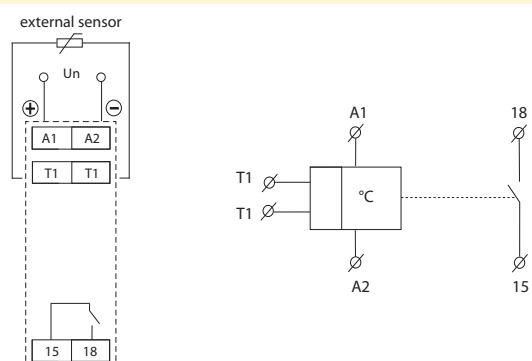 external sensor
Un
+ −
A1 A2
T1 T1
15 18
A1
18
T1
T1
°C
A2
15